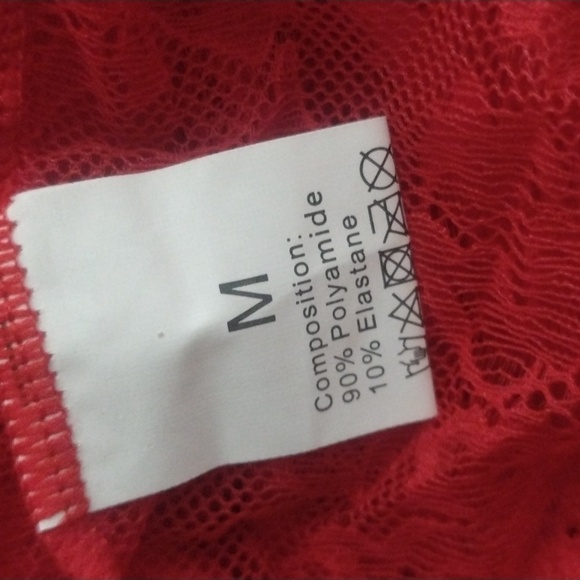 M
Composition:
90% Polyamide
10% Elastane